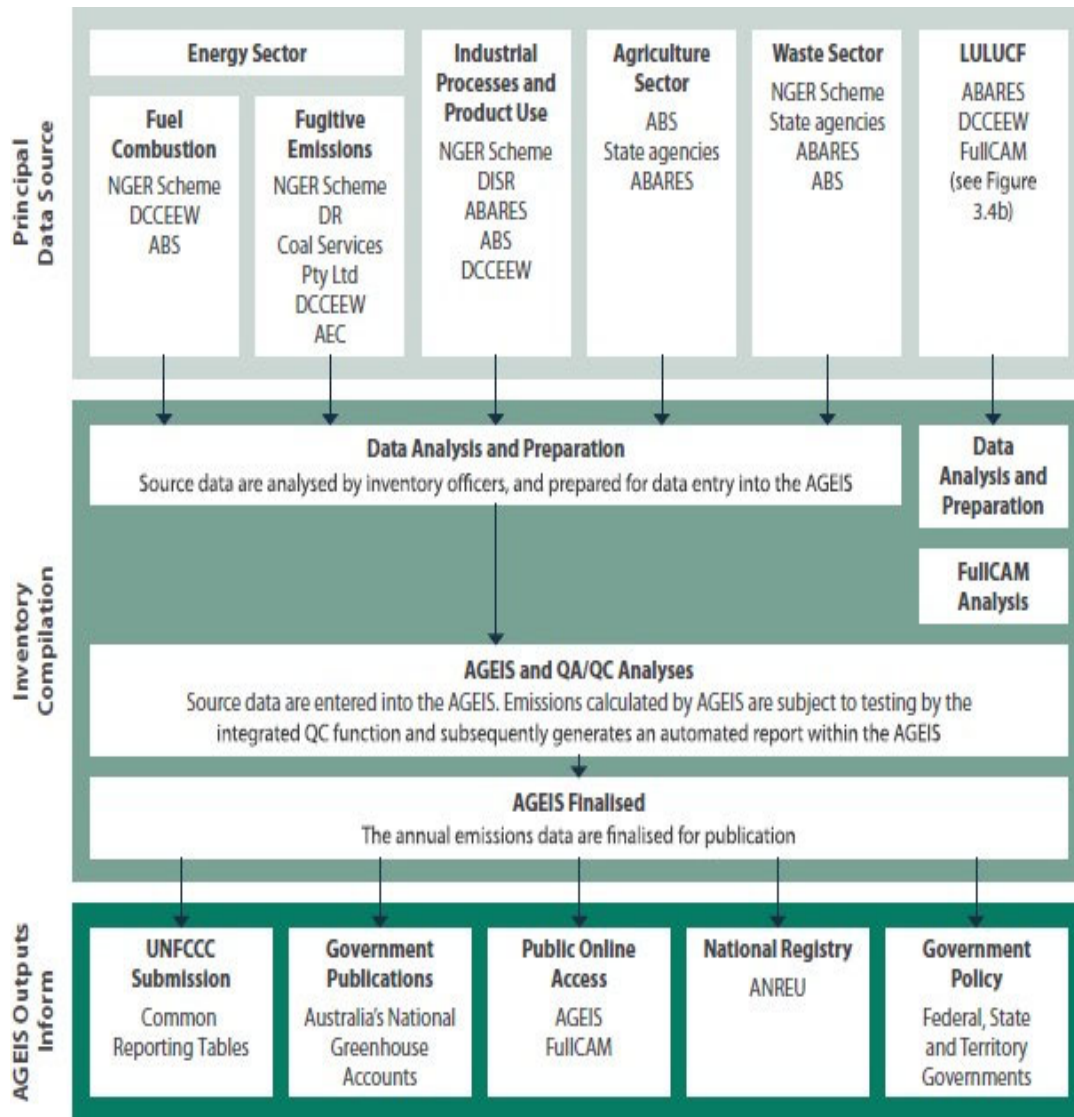 Principal
Data Source
Energy Sector
Fuel
Combustion
NGER Scheme
DCCEEW
ABS
Fugitive
Emissions
NGER Scheme
DR
Coal Services
Pty Ltd
DCCEEW
AEC
Industrial
Processes and
Product Use
NGER Scheme
DISR
ABARES
ABS
DCCEEW
Agriculture
Sector
ABS
State agencies
ABARES
Waste Sector
NGER Scheme
State agencies
ABARES
ABS
LULUCF
ABARES
DCCEEW
FullCAM
(see Figure
3.4b)
Inventory
Compilation
Data Analysis and Preparation
Source data are analysed by inventory officers, and prepared for data entry into the AGEIS
Data
Analysis and
Preparation
FullCAM
Analysis
AGEIS and QA/QC Analyses
Source data are entered into the AGEIS. Emissions calculated by AGEIS are subject to testing by the
integrated QC function and subsequently generates an automated report within the AGEIS
AGEIS Finalised
The annual emissions data are finalised for publication
AGEIS Outputs
Inform
UNFCCC
Submission
Common
Reporting Tables
Government
Publications
Australia's National
Greenhouse
Accounts
Public Online
Access
AGEIS
FullCAM
National Registry
ANREU
Government
Policy
Federal, State
and Territory
Governments